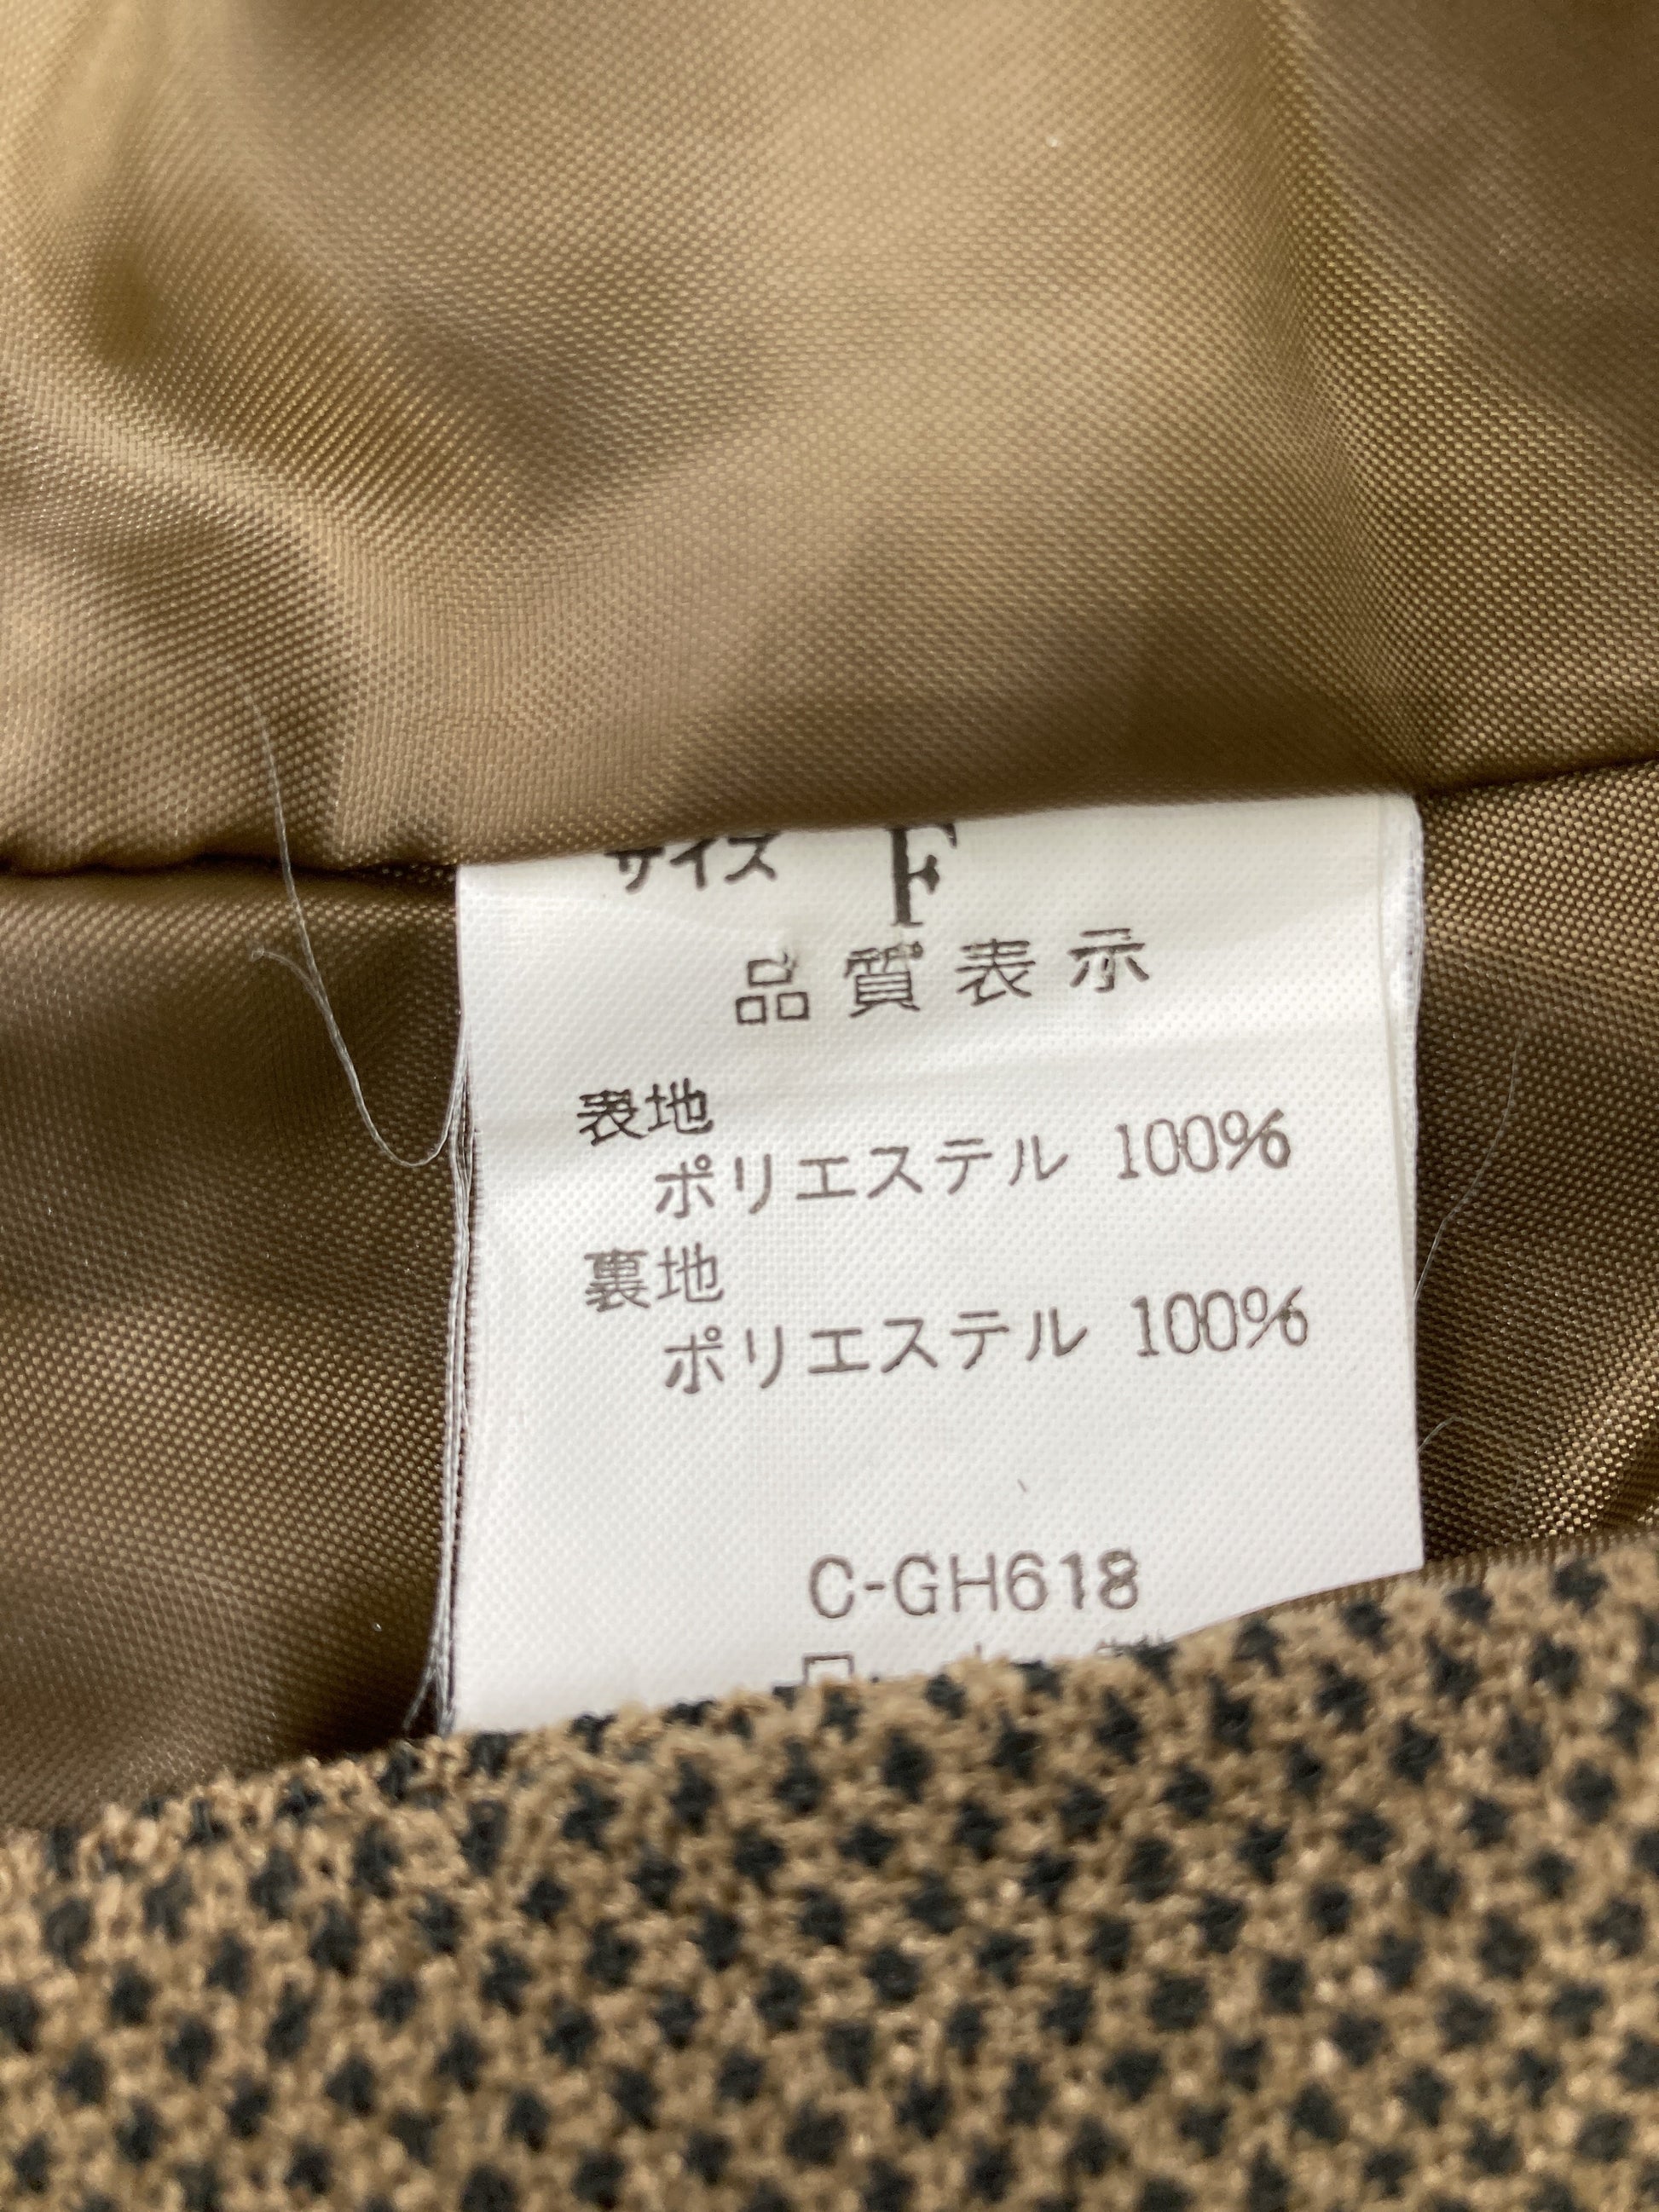 サイズ F
品質表示
表地
ポリエステル 100%
裏地
ポリエステル 100%
C-GH618